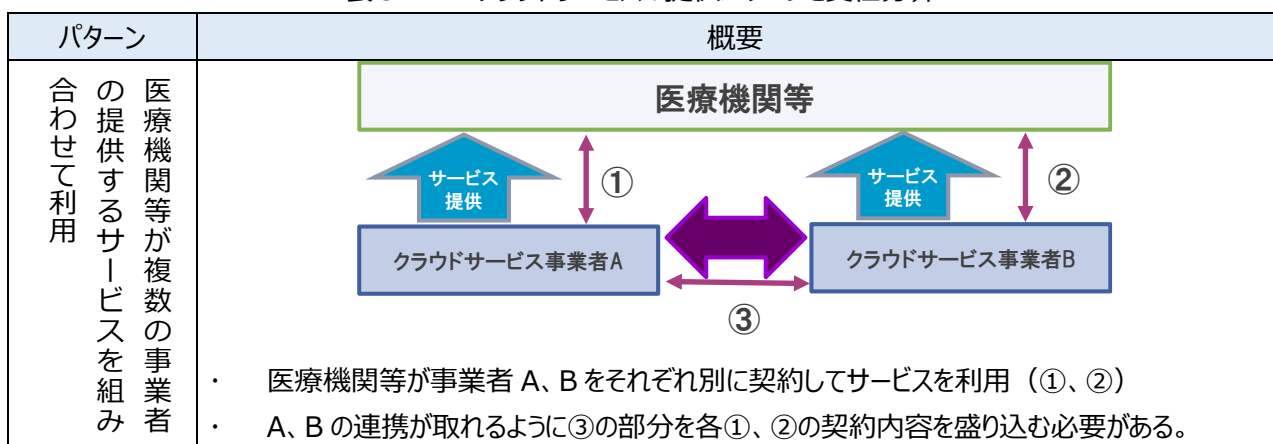 パターン
概要
医療機関等が複数の事業者
の提供するサービスを組み
合わせて利用
医療機関等
サービス
提供
①
サービス
提供
②
クラウドサービス事業者A
クラウドサービス事業者B
③
・ 医療機関等が事業者 A、B をそれぞれ別に契約してサービスを利用（①、②）
・ A、B の連携が取れるように③の部分を各①、②の契約内容を盛り込む必要がある。